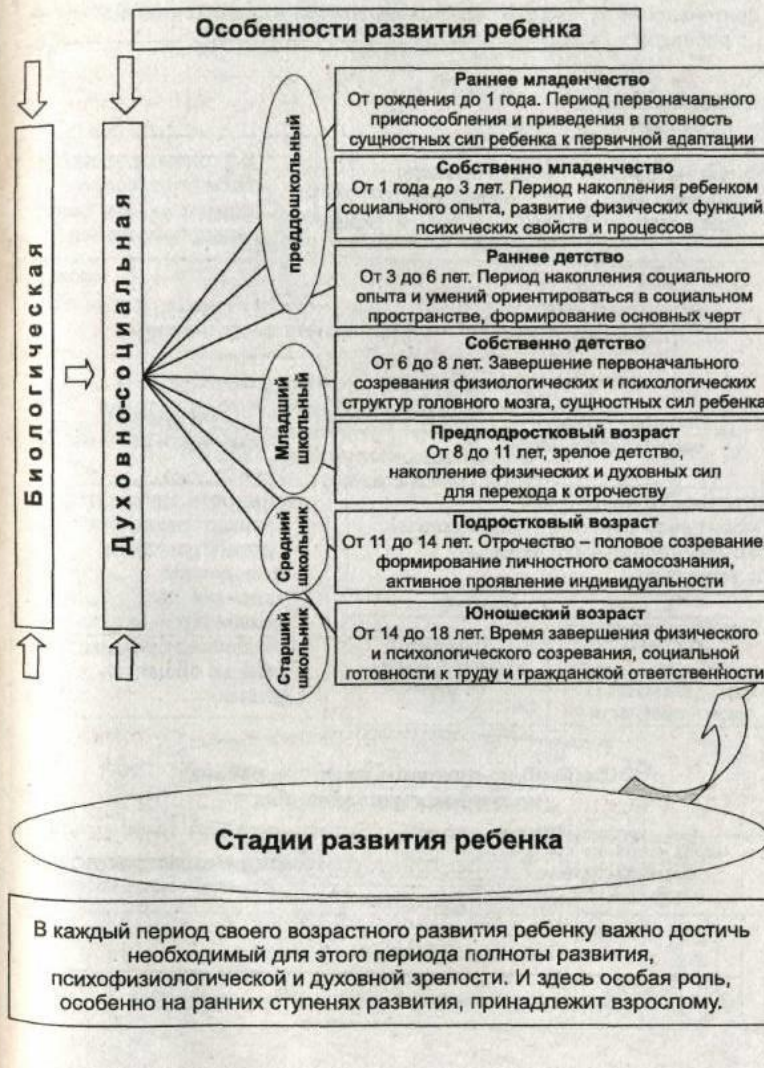 Особенности развития ребенка
Биологическая
Духовно-социальная
преддошкольный
Раннее младенчество
От рождения до 1 года. Период первоначального
приспособления и приведения в готовность
сущностных сил ребенка к первичной адаптации
Собственно младенчество
От 1 года до 3 лет. Период накопления ребенком
социального опыта, развитие физических функций
психических свойств и процессов
Раннее детство
От 3 до 6 лет. Период накопления социального
опыта и умений ориентироваться в социальном
пространстве, формирование основных черт
Младший
школьный
Собственно детство
От 6 до 8 лет. Завершение первоначального
созревания физиологических и психологических
структур головного мозга, сущностных сил ребенка
Предподростковый возраст
От 8 до 11 лет, зрелое детство,
накопление физических и духовных сил
для перехода к отрочеству
Средний
школьник
Подростковый возраст
От 11 до 14 лет. Отрочество – половое созревание
формирование личностного самосознания,
активное проявление индивидуальности
Старший
школьник
Юношеский возраст
От 14 до 18 лет. Время завершения физического
и психологического созревания, социальной
готовности к труду и гражданской ответственности
Стадии развития ребенка
В каждый период своего возрастного развития ребенку важно достичь
необходимый для этого периода полноты развития,
психофизиологической и духовной зрелости. И здесь особая роль,
особенно на ранних ступенях развития, принадлежит взрослому.